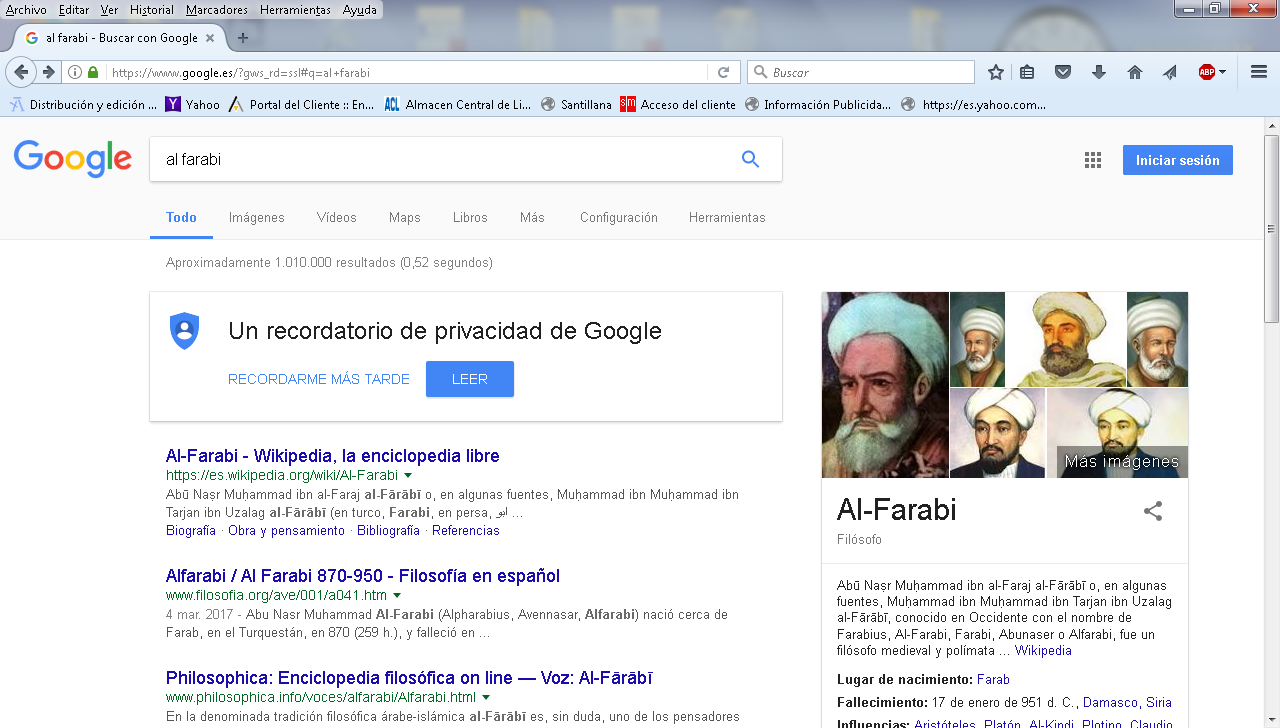 Archivo Editar Ver Historial Marcadores Herramientas Ayuda
al farabi - Buscar con Google
https://www.google.es/?gws_rd=ssl#q=al+farabi
Buscar
ABP
Distribución y edición ...
Yahoo
Portal del Cliente :: En...
ACL Almacen Central de Li...
Santillana
sm Acceso del cliente
Información Publicida...
https://es.yahoo.com...
Google
al farabi
Iniciar sesión
Todo Imágenes Vídeos Maps Libros Más Configuración Herramientas
Aproximadamente 1.010.000 resultados (0,52 segundos)
Un recordatorio de privacidad de Google
RECORDARME MÁS TARDE LEER
Al-Farabi - Wikipedia, la enciclopedia libre
https://es.wikipedia.org/wiki/Al-Farabi
Abū Naṣr Muḥammad ibn al-Faraj al-Fārābī o, en algunas fuentes, Muḥammad ibn Muḥammad ibn
Tarjan ibn Uzalag al-Fārābī (en turco, Farabi, en persa, ابو ...
Biografía · Obra y pensamiento · Bibliografía · Referencias
Alfarabi / Al Farabi 870-950 - Filosofía en español
www.filosofia.org/ave/001/a041.htm
4 mar. 2017 - Abu Nasr Muhammad Al-Farabi (Alpharabius, Avennasar, Alfarabi) nació cerca de
Farab, en el Turquestán, en 870 (259 h.), y falleció en ...
Philosophica: Enciclopedia filosófica on line — Voz: Al-Fārābī
www.philosophica.info/voces/alfarabi/Alfarabi.html
En la denominada tradición filosófica árabe-islámica al-Fārābī es, sin duda, uno de los pensadores
Más imágenes
Al-Farabi
Filósofo
Abū Naṣr Muḥammad ibn al-Faraj al-Fārābī o, en algunas
fuentes, Muḥammad ibn Muḥammad ibn Tarjan ibn Uzalag
al-Fārābī, conocido en Occidente con el nombre de
Farabius, Al-Farabi, Farabi, Abunaser o Alfarabi, fue un
filósofo medieval y polímata ... Wikipedia
Lugar de nacimiento: Farab
Fallecimiento: 17 de enero de 951 d. C., Damasco, Siria
Influencias: Aristóteles, Platón, Al-Kindi, Plotino, Claudio